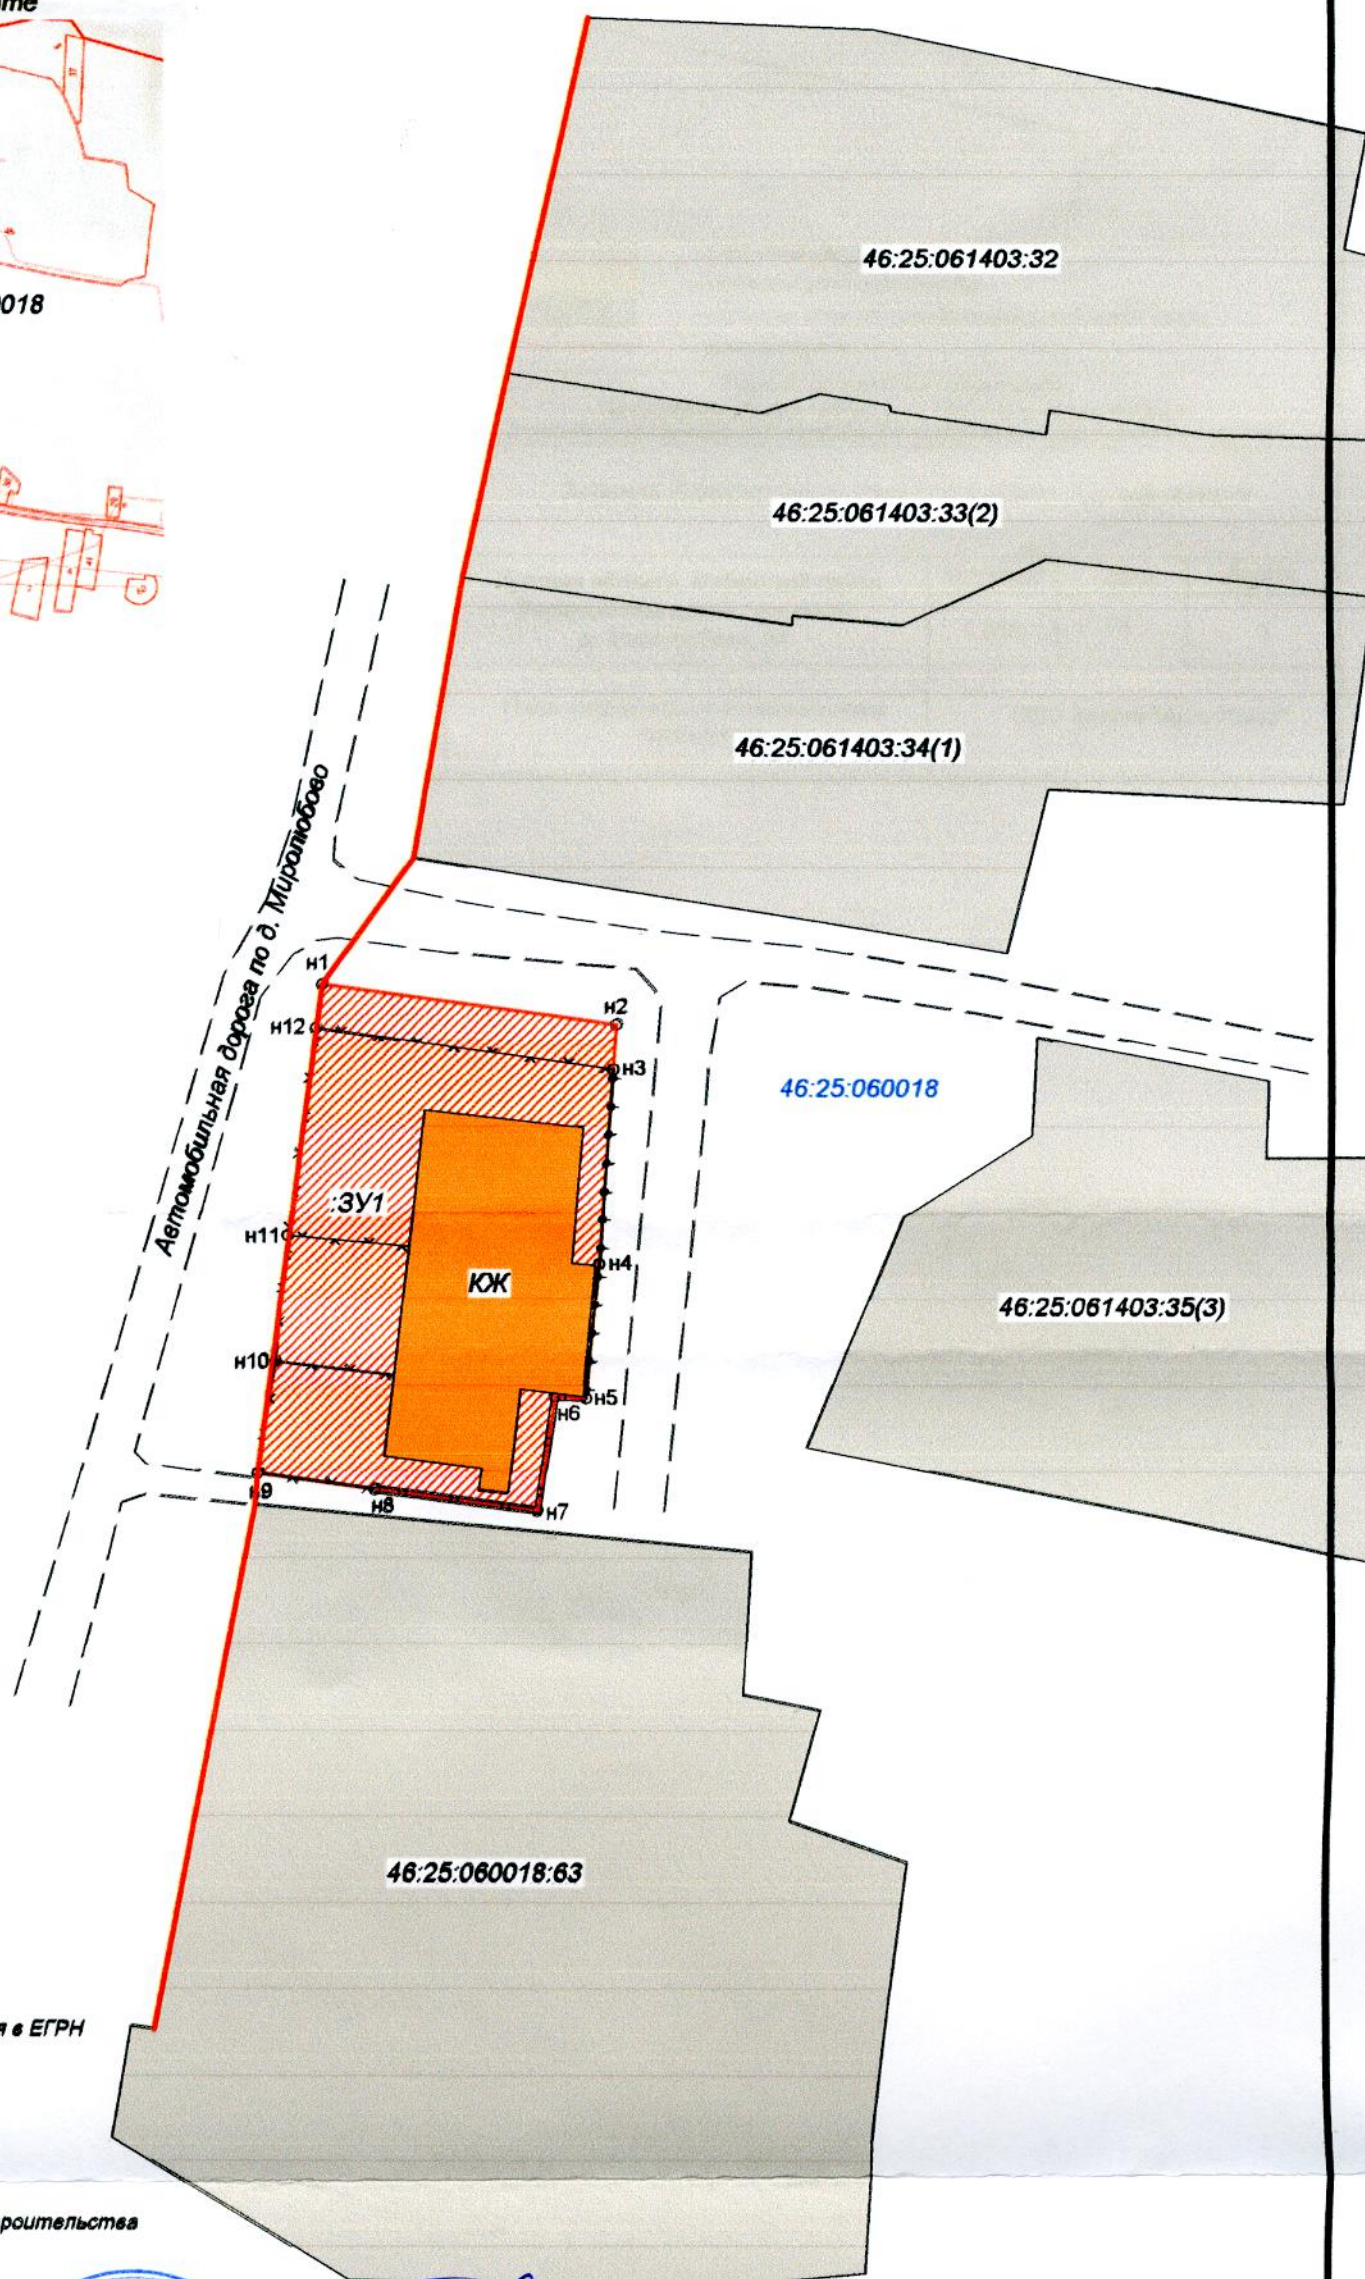 0018
46:25:061403:32
46:25:061403:33(2)
46:25:061403:34(1)
Автомобильная дорога по д. Миролюбово
н1
н2
н12
н3
46:25:060018
:ЗУ1
н11
н4
КЖ
46:25:061403:35(3)
н10
н5
н6
н9
н8
н7
46:25:060018:63
в ЕГРН